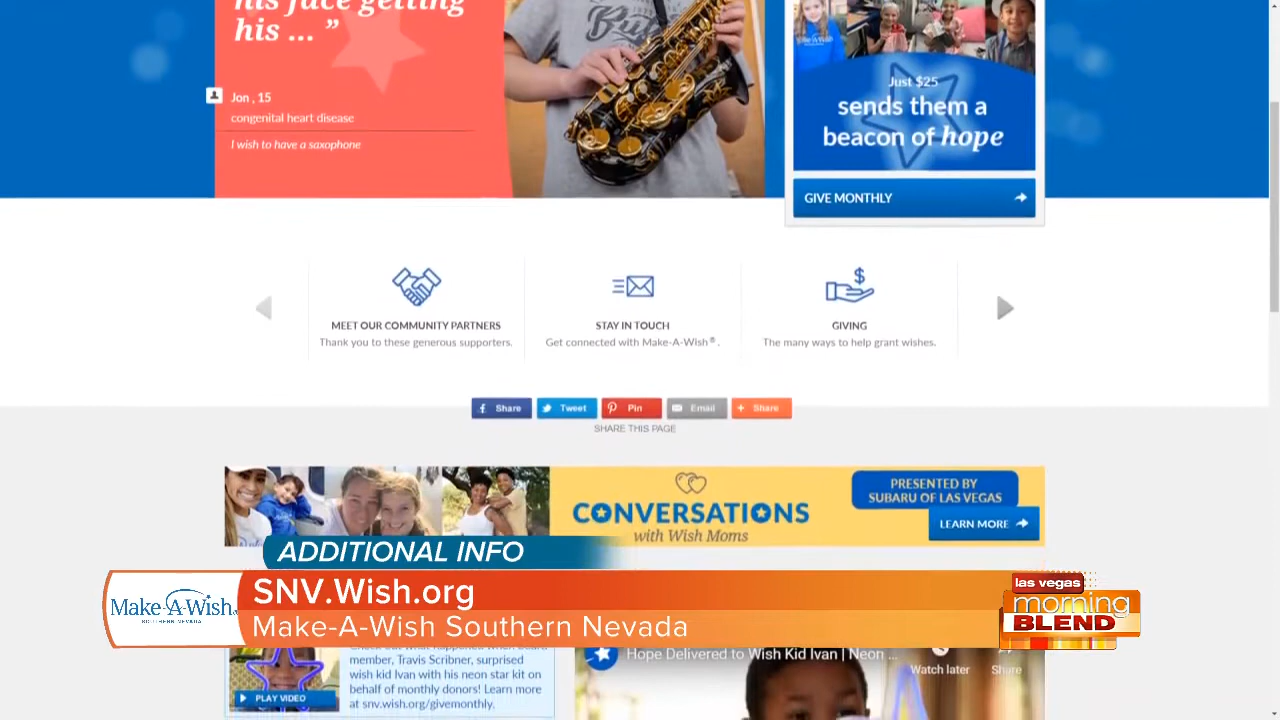 his face getting
his ... ”
Jon , 15
congenital heart disease
I wish to have a saxophone
Just $25
sends them a
beacon of hope
GIVE MONTHLY
MEET OUR COMMUNITY PARTNERS
Thank you to these generous supporters.
STAY IN TOUCH
Get connected with Make-A-Wish®.
GIVING
The many ways to help grant wishes.
Share
Tweet
Pin
Email
Share
SHARE THIS PAGE
CONVERSATIONS
with Wish Moms
PRESENTED BY
SUBARU OF LAS VEGAS
LEARN MORE
ADDITIONAL INFO
SNV.Wish.org
Make-A-Wish Southern Nevada
Make-A-Wish
SOUTHERN NEVADA
las vegas
morning
BLEND
member, Travis Scribner, surprised
wish kid Ivan with his neon star kit on
behalf of monthly donors! Learn more
at snv.wish.org/givemonthly.
PLAY VIDEO
Hope Delivered to Wish Kid Ivan | Neon ...
Watch later
Share